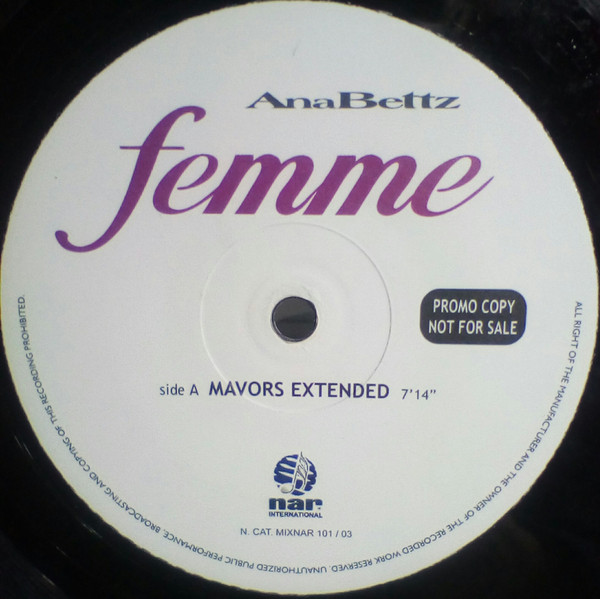 AnaBettz
femme
PROMO COPY
NOT FOR SALE
side A MAVORS EXTENDED 7'14"
nar
INTERNATIONAL
N. CAT. MIXNAR 101 / 03
ALL RIGHT OF THE MANUFACTURER AND THE OWNER OF THE RECORDED WORK RESERVED. UNAUTHORIZED PUBLIC PERFORMANCE, BROADCASTING AND COPYING OF THIS RECORDING PROHIBITED.